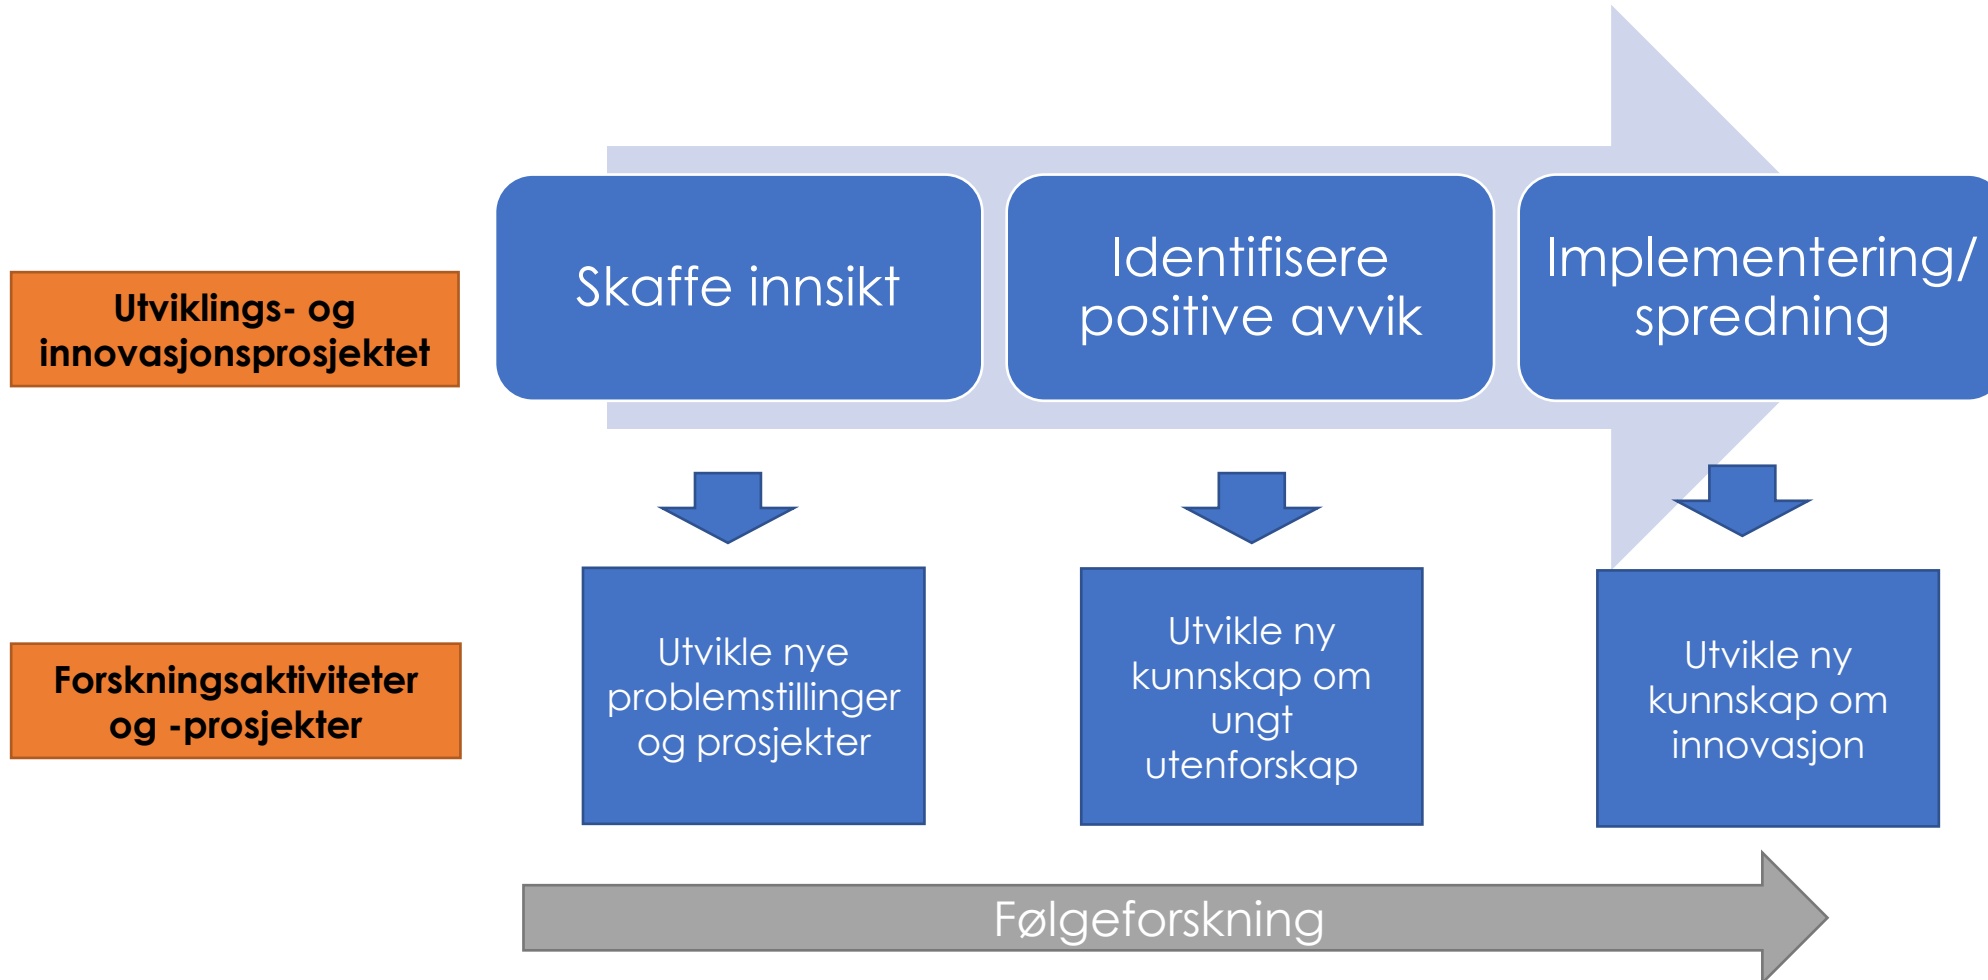 Utviklings- og
innovasjonsprosjektet
Skaffe innsikt
Identifisere
positive avvik
Implementering/
spredning
Forskningsaktiviteter
og -prosjekter
Utvikle nye
problemstillinger
og prosjekter
Utvikle ny
kunnskap om
ungt
utenforskap
Utvikle ny
kunnskap om
innovasjon
Følgeforskning